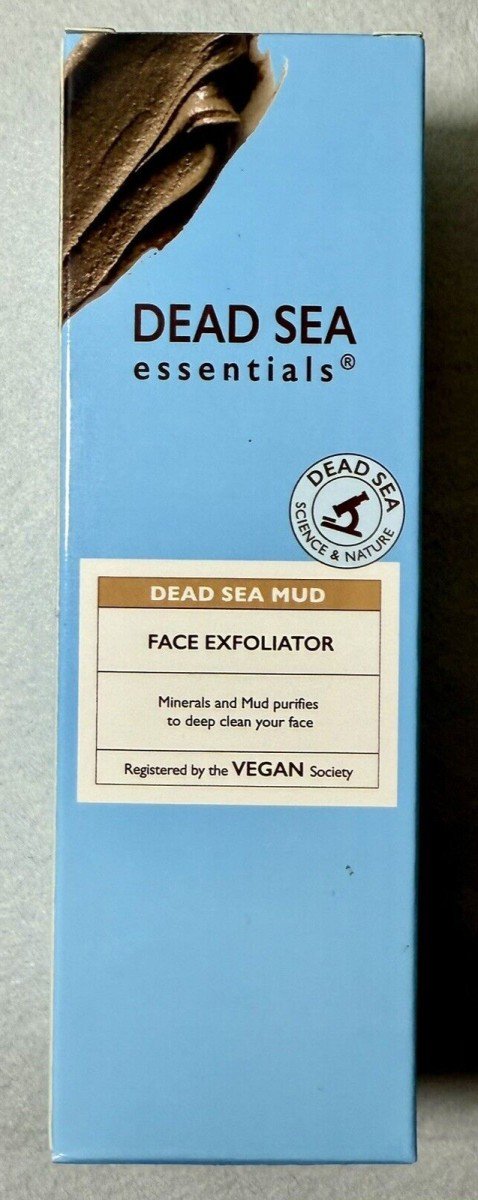 DEAD SEA
essentials®
DEAD SEA
SCIENCE & NATURE
DEAD SEA MUD
FACE EXFOLIATOR
Minerals and Mud purifies
to deep clean your face
Registered by the VEGAN Society